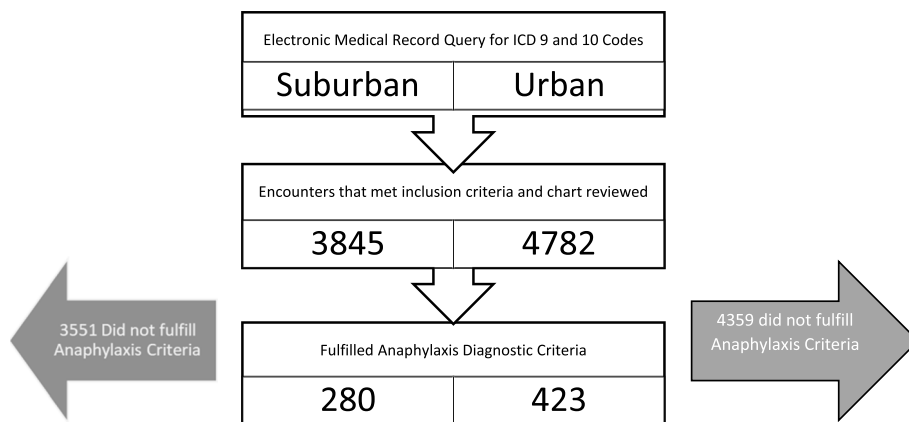 Electronic Medical Record Query for ICD 9 and 10 Codes
Suburban Urban
Encounters that met inclusion criteria and chart reviewed
3845 4782
3551 Did not fulfill
Anaphylaxis Criteria
4359 did not fulfill
Anaphylaxis Criteria
Fulfilled Anaphylaxis Diagnostic Criteria
280 423